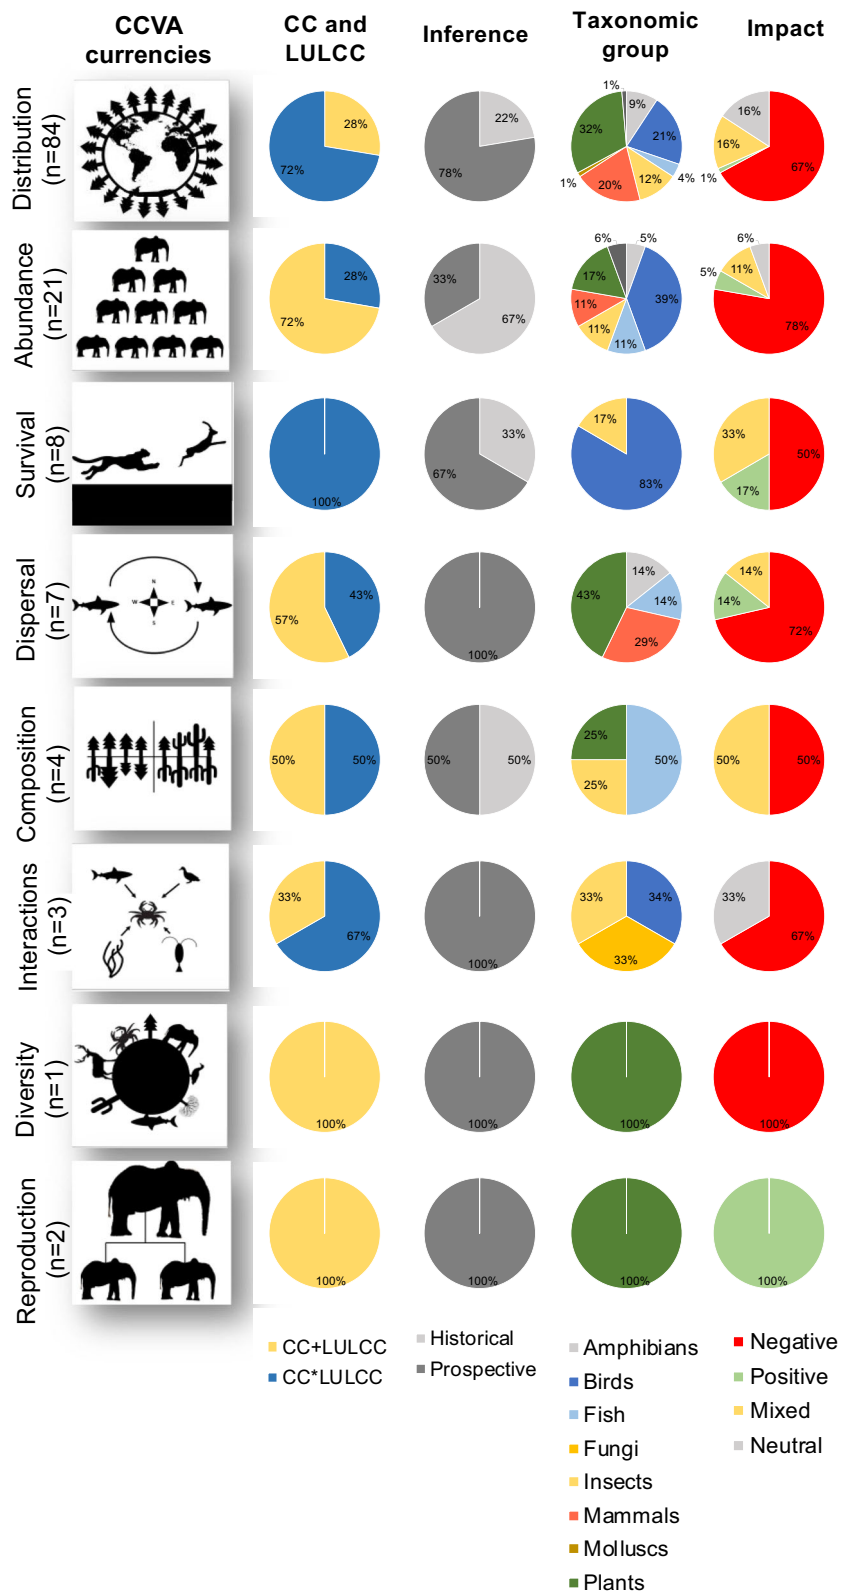 CCVA
currencies
CC and
LULCC
Inference
Taxonomic
group
Impact
Distribution
(n=84)
28%
72%
22%
78%
1%
9%
32%
21%
1%
20%
12%
4%
16%
16%
1%
67%
Abundance
(n=21)
28%
72%
33%
67%
6%
5%
17%
39%
11%
11%
11%
6%
11%
5%
78%
Survival
(n=8)
100%
33%
67%
17%
83%
33%
50%
17%
Dispersal
(n=7)
N
W
E
S
43%
57%
100%
14%
43%
14%
29%
14%
14%
72%
Composition
(n=4)
50%
50%
50%
50%
25%
50%
25%
50%
50%
Interactions
(n=3)
33%
67%
100%
33%
34%
33%
33%
67%
Diversity
(n=1)
100%
100%
100%
100%
Reproduction
(n=2)
100%
100%
100%
100%
CC+LULCC
CC*LULCC
Historical
Prospective
Amphibians
Birds
Fish
Fungi
Insects
Mammals
Molluscs
Plants
Negative
Positive
Mixed
Neutral